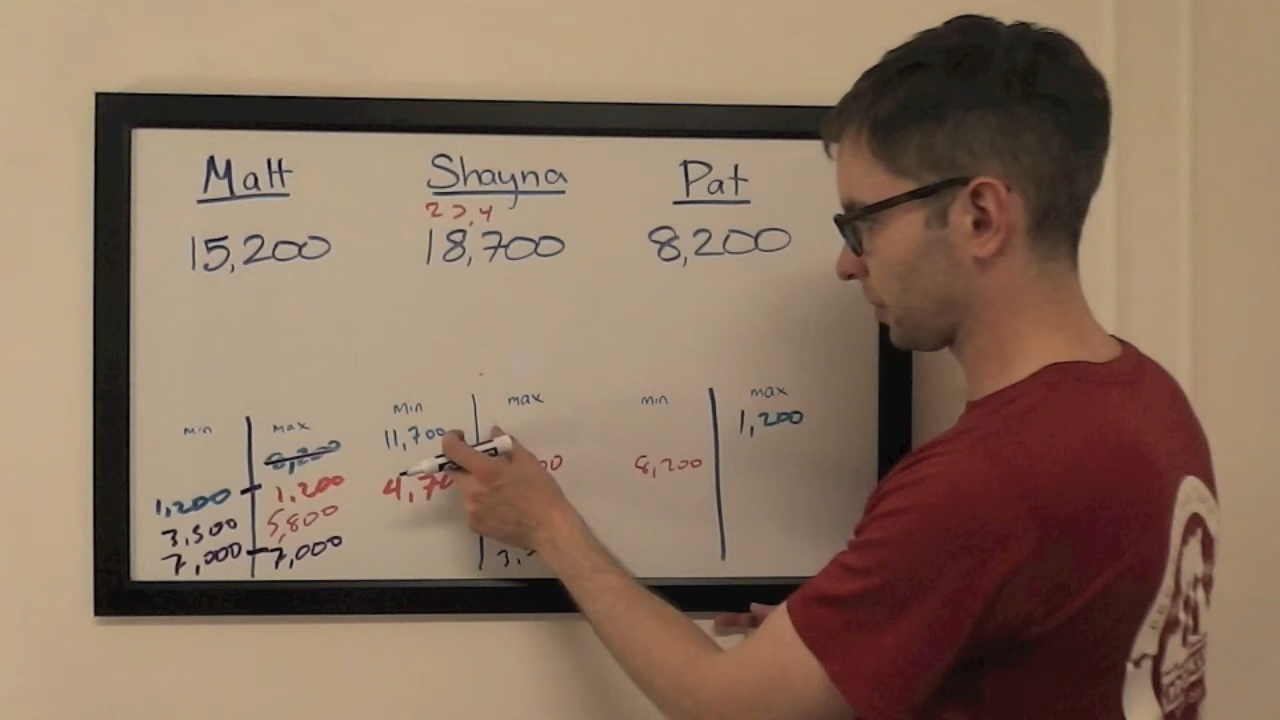 Matt
Shayna
Pat
15,200
18,700
8,200
min
max
1,200
1,200
3,500
5,800
7,000
7,000
Min
max
11,700
min
max
1,200
8,200